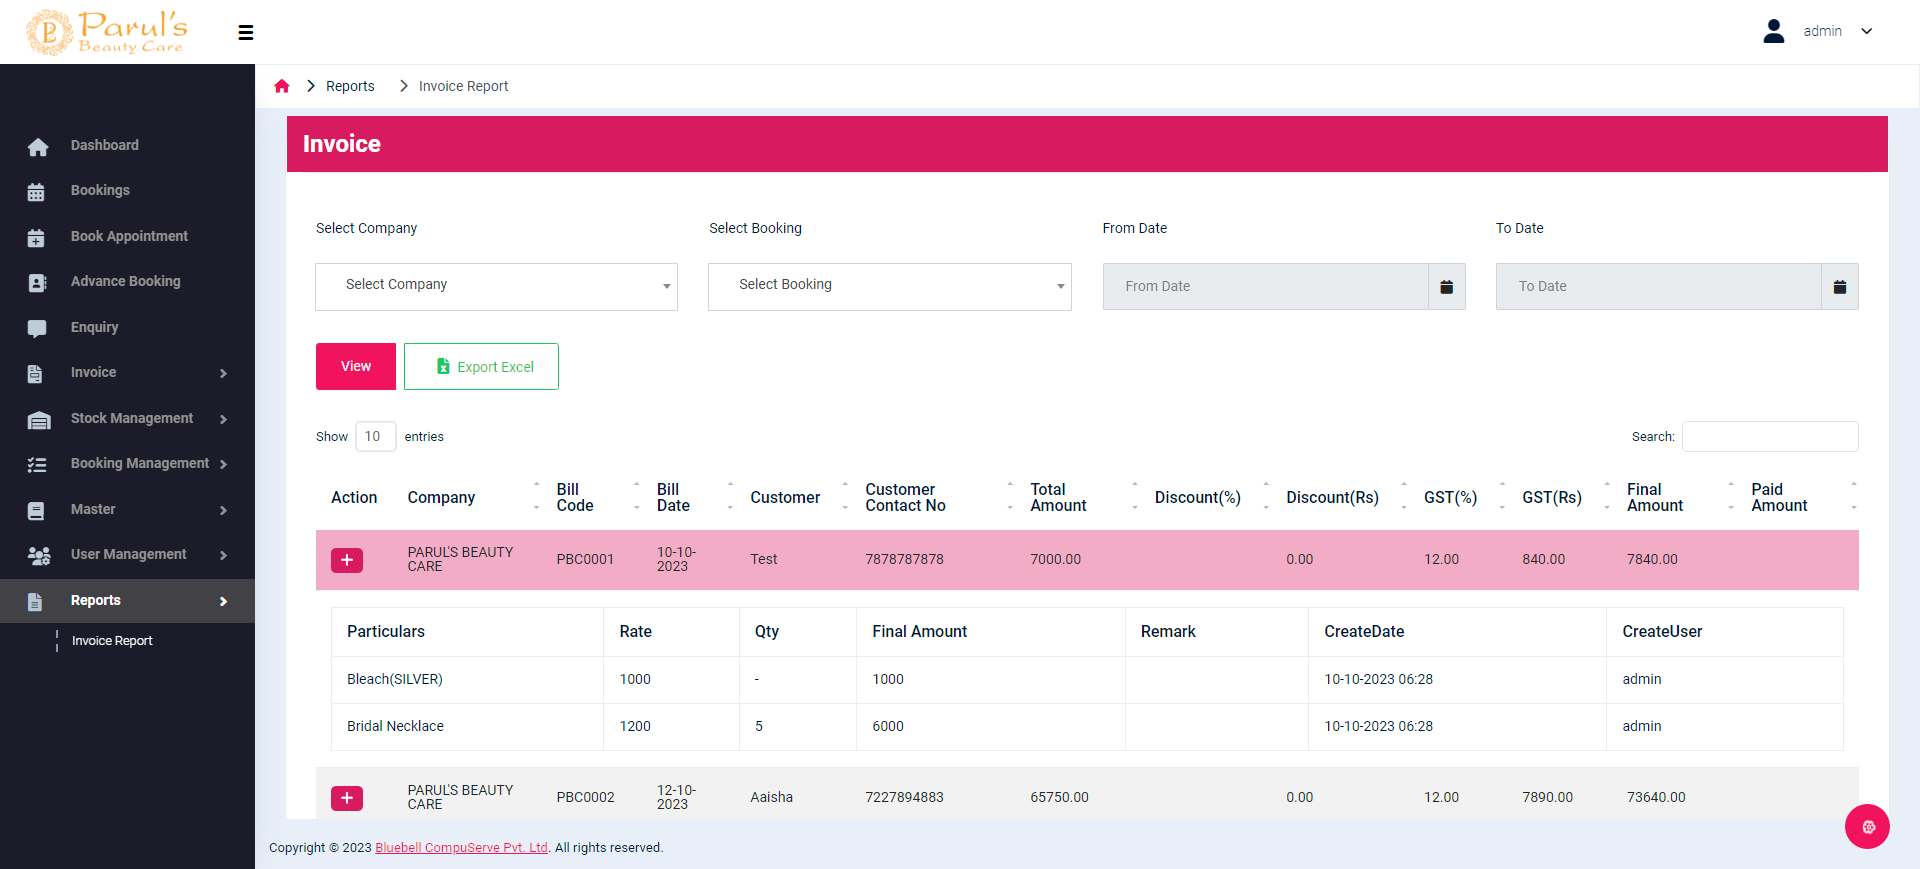 Parul's
Beauty Care
admin
Reports
Invoice Report
Dashboard
Bookings
Book Appointment
Advance Booking
Enquiry
Invoice
Stock Management
Booking Management
Master
User Management
Reports
Invoice Report
Invoice
Select Company Select Booking From Date To Date
Select Company Select Booking From Date To Date
View Export Excel
Show 10 entries Search:
Action Company Bill Code Bill Date Customer Customer Contact No Total Amount Discount(%) Discount(Rs) GST(%) GST(Rs) Final Amount Paid Amount
PARUL'S BEAUTY CARE PBC0001 10-10-2023 Test 7878787878 7000.00 0.00 12.00 840.00 7840.00
Particulars Rate Qty Final Amount Remark CreateDate CreateUser
Bleach(SILVER) 1000 - 1000 10-10-2023 06:28 admin
Bridal Necklace 1200 5 6000 10-10-2023 06:28 admin
PARUL'S BEAUTY CARE PBC0002 12-10-2023 Aaisha 7227894883 65750.00 0.00 12.00 7890.00 73640.00
Copyright © 2023 Bluebell CompuServe Pvt. Ltd. All rights reserved.